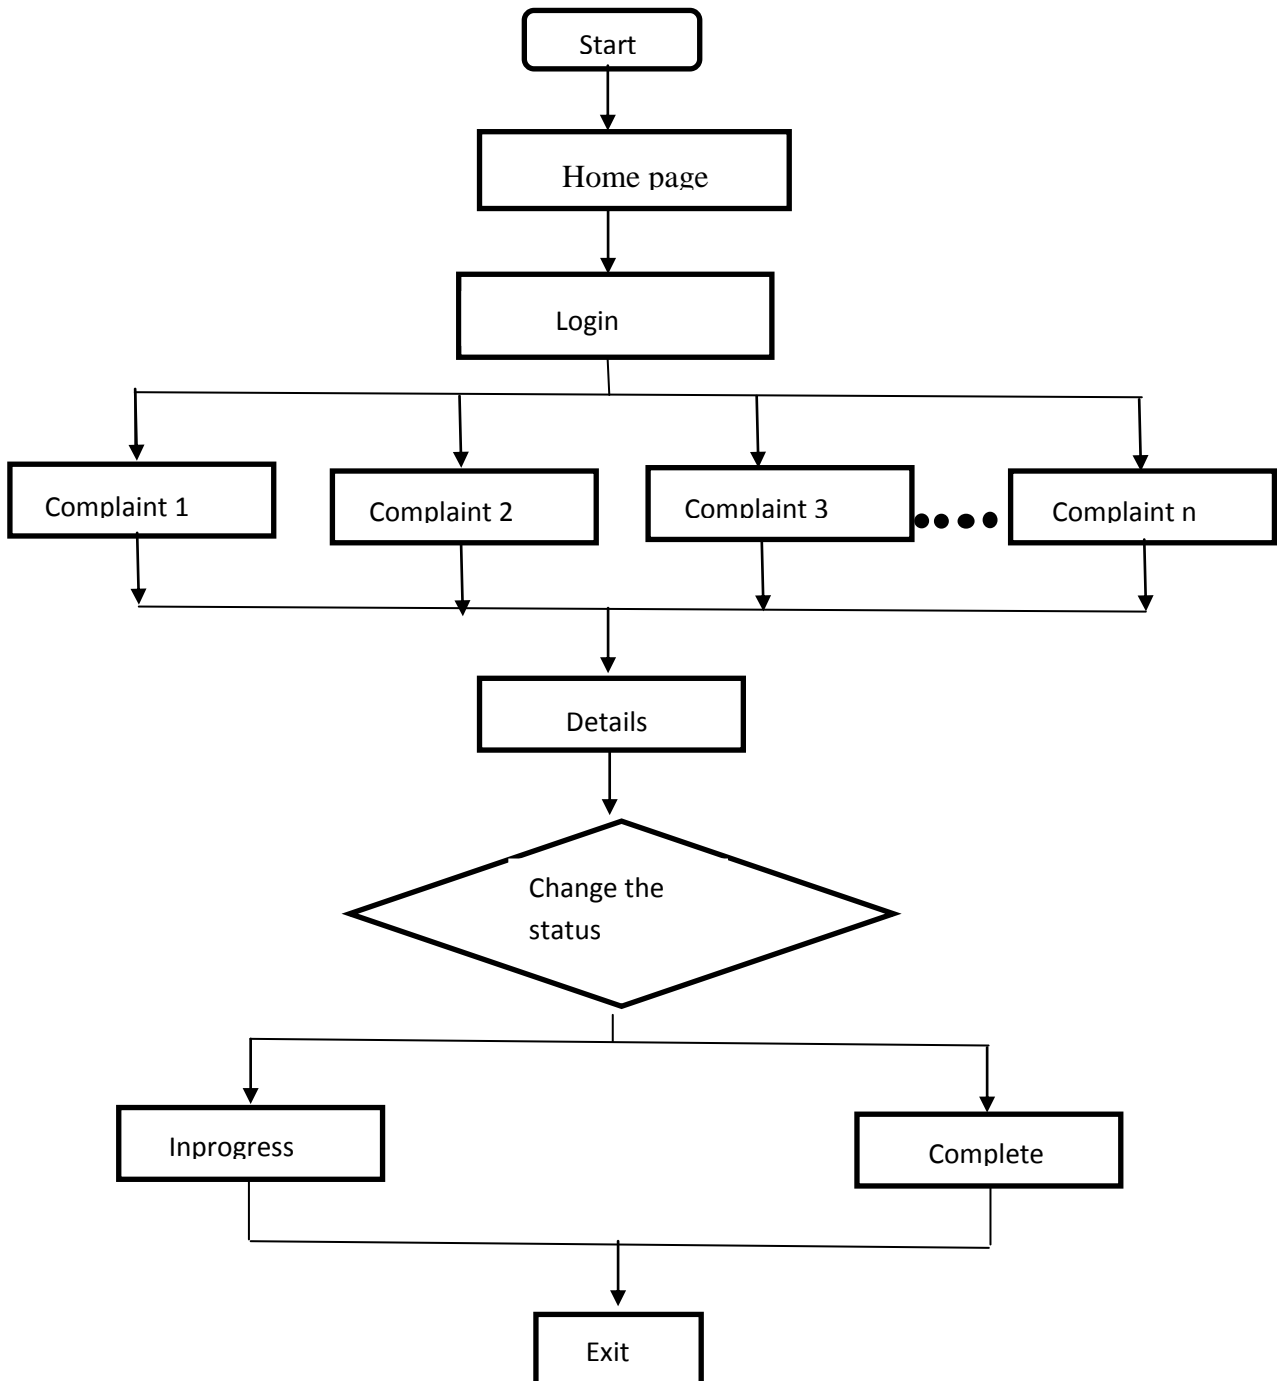 Start
Home page
Login
Complaint 1
Complaint 2
Complaint 3
Complaint n
Details
Change the
status
Inprogress
Complete
Exit